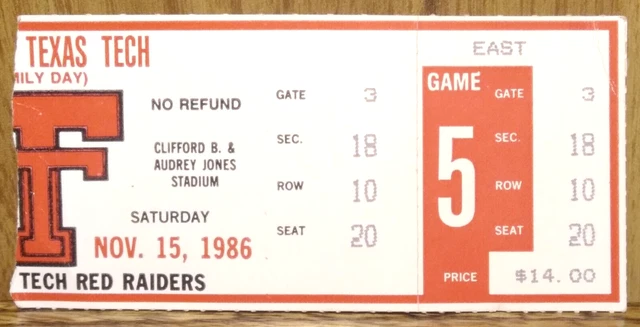 TEXAS TECH
MILY DAY)
NO REFUND
CLIFFORD B. &
AUDREY JONES
STADIUM
SATURDAY
NOV. 15, 1986
TECH RED RAIDERS
GATE 3
SEC. 18
ROW 10
SEAT 20
EAST
GAME
5
GATE 3
SEC. 18
ROW 10
SEAT 20
PRICE $14.00